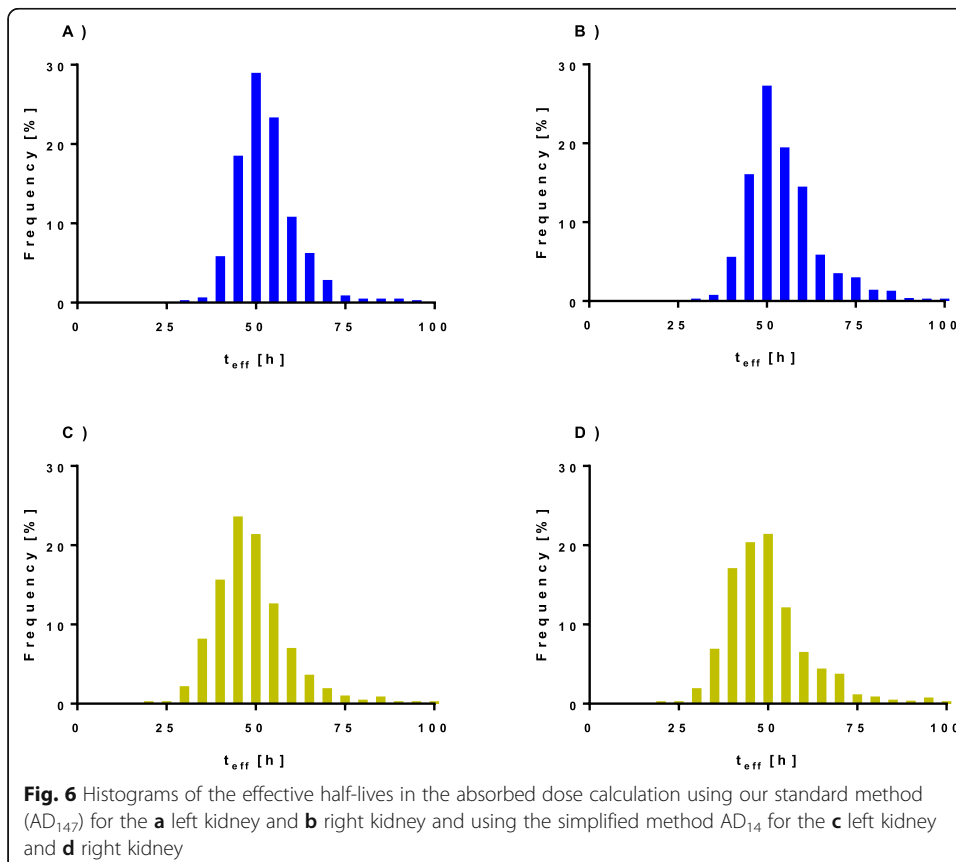 A)
B)
30
20
10
0
Frequency [%]
0 25 50 75 100
t_eff [h]
30
20
10
0
Frequency [%]
0 25 50 75 100
t_eff [h]
C)
D)
30
20
10
0
Frequency [%]
0 25 50 75 100
t_eff [h]
30
20
10
0
Frequency [%]
0 25 50 75 100
t_eff [h]
Fig. 6 Histograms of the effective half-lives in the absorbed dose calculation using our standard method
(AD₁₄₇) for the a left kidney and b right kidney and using the simplified method AD₁₄ for the c left kidney
and d right kidney